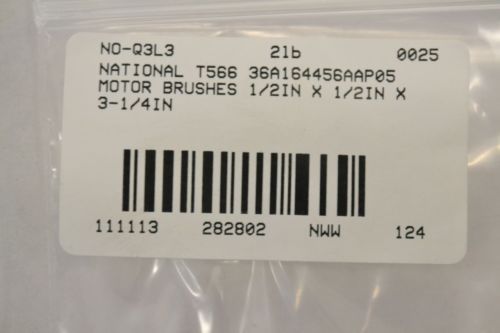 NO-Q3L3 2lb 0025
NATIONAL T566 36A164456AAP05
MOTOR BRUSHES 1/2IN X 1/2IN X
3-1/4IN
111113 282802 NWW 124